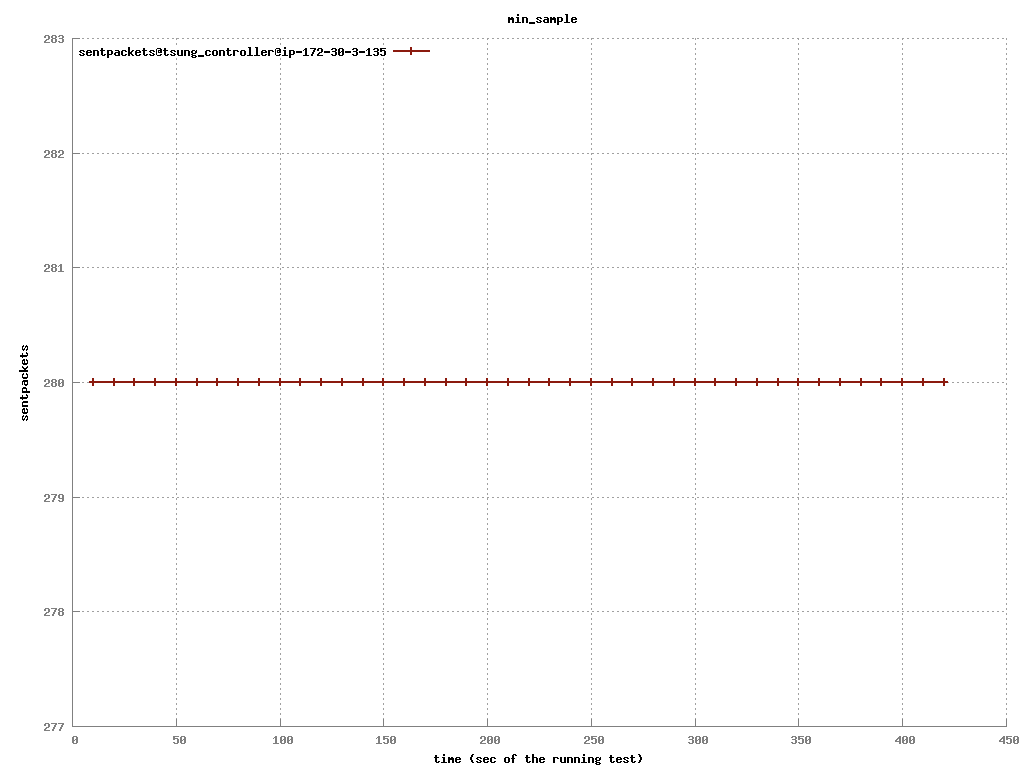 min_sample
283
sentpackets@tsung_controller@ip-172-30-3-135
282
281
280
279
278
277
sentpackets
0 50 100 150 200 250 300 350 400 450
time (sec of the running test)